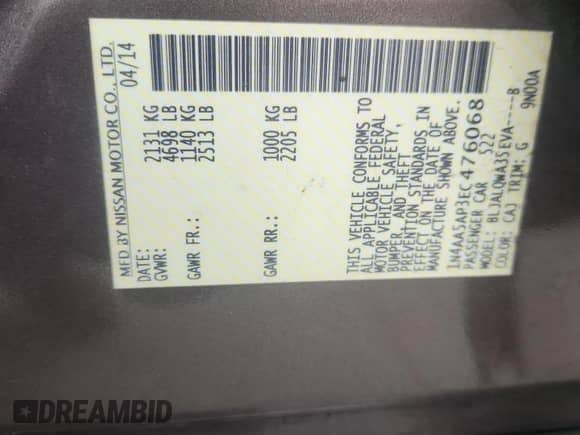 MFD BY NISSAN MOTOR CO., LTD.
DATE: 04/14
GVWR: 2131 KG
4698 LB
GAWR FR: 1140 KG
2513 LB
GAWR RR: 1000 KG
2205 LB
THIS VEHICLE CONFORMS TO
ALL APPLICABLE FEDERAL
MOTOR VEHICLE SAFETY,
BUMPER, AND THEFT
PREVENTION STANDARDS IN
EFFECT ON THE DATE OF
MANUFACTURE SHOWN ABOVE.
1N4AA5AP3EC476068
PASSENGER CAR 522
MODEL: BLJALQWA35EVA----B
COLOR: CAJ TRIM: G 9N00A
DREAMBID